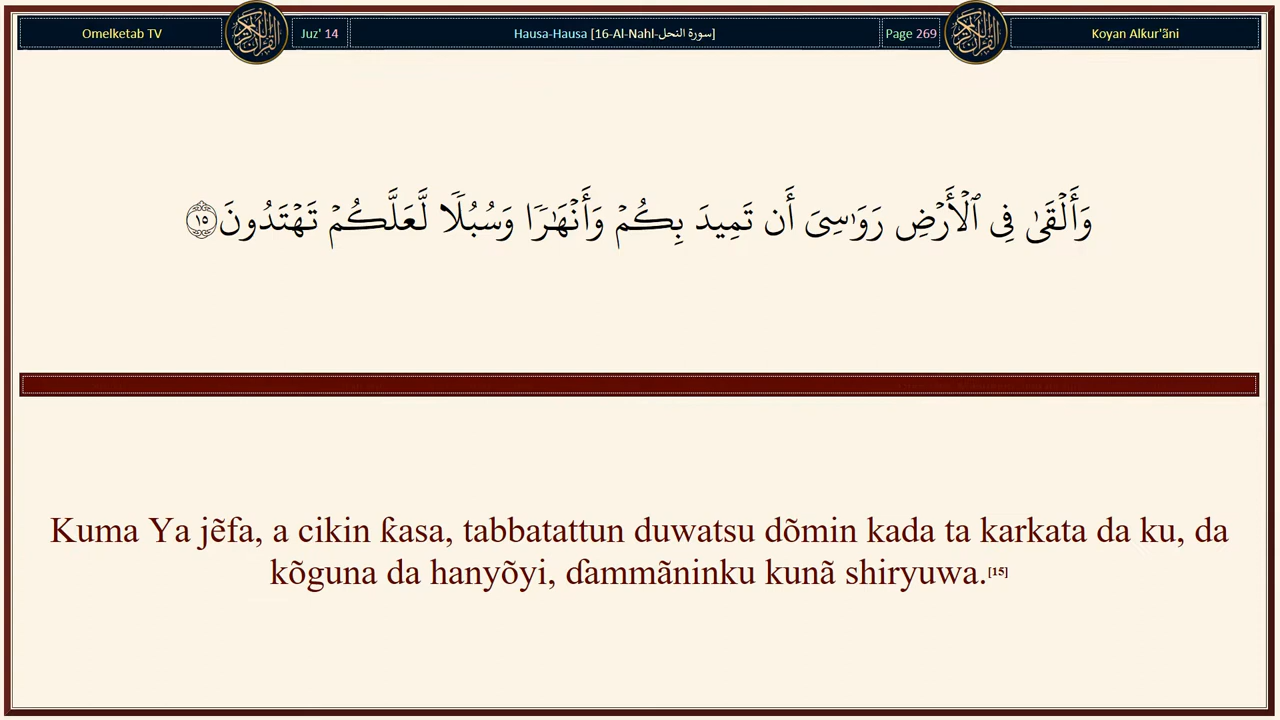 Omelketab TV
Juz' 14
Hausa-Hausa [16-Al-Nahl-سورة النحل]
Page 269
Koyan Alƙur'ãni
وَأَلْقَىٰ فِى ٱلْأَرْضِ رَوَٰسِىَ أَن تَمِيدَ بِكُمْ وَأَنْهَٰرًا وَسُبُلًا لَّعَلَّكُمْ تَهْتَدُونَ ١٥
Kuma Ya jẽfa, a cikin ƙasa, tabbatattun duwatsu dõmin kada ta karkata da ku, da
kõguna da hanyõyi, ɗammãninku kunã shiryuwa.[15]